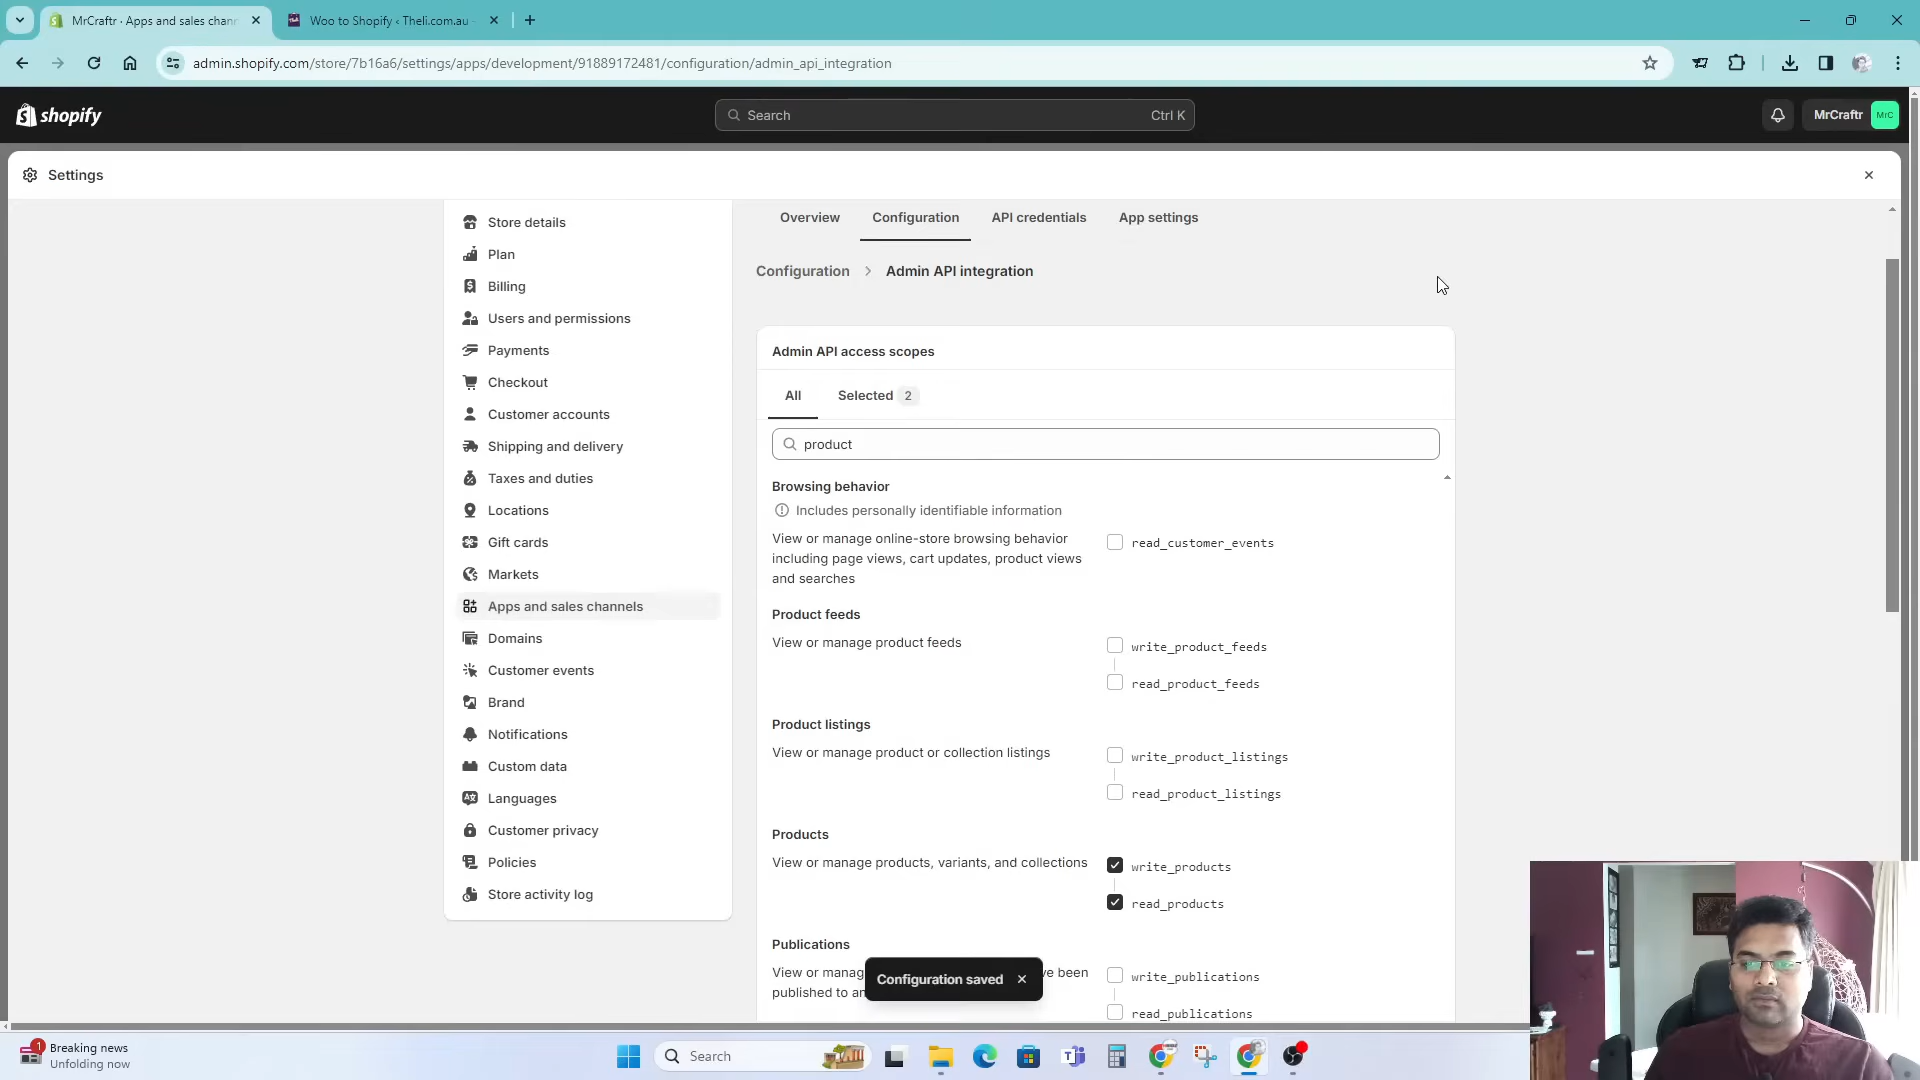 MrCraftr · Apps and sales chann
Woo to Shopify ‹ Theli.com.au -
admin.shopify.com/store/7b16a6/settings/apps/development/91889172481/configuration/admin_api_integration
shopify
Search
Ctrl K
MrCraftr
MrC
Settings
Store details
Plan
Billing
Users and permissions
Payments
Checkout
Customer accounts
Shipping and delivery
Taxes and duties
Locations
Gift cards
Markets
Apps and sales channels
Domains
Customer events
Brand
Notifications
Custom data
Languages
Customer privacy
Policies
Store activity log
Overview
Configuration
API credentials
App settings
Configuration > Admin API integration
Admin API access scopes
All
Selected 2
product
Browsing behavior
Includes personally identifiable information
View or manage online-store browsing behavior
including page views, cart updates, product views
and searches
read_customer_events
Product feeds
View or manage product feeds
write_product_feeds
read_product_feeds
Product listings
View or manage product or collection listings
write_product_listings
read_product_listings
Products
View or manage products, variants, and collections
write_products
read_products
Publications
View or manag
ve been
published to ar
write_publications
read_publications
Configuration saved
1
Breaking news
Unfolding now
Search